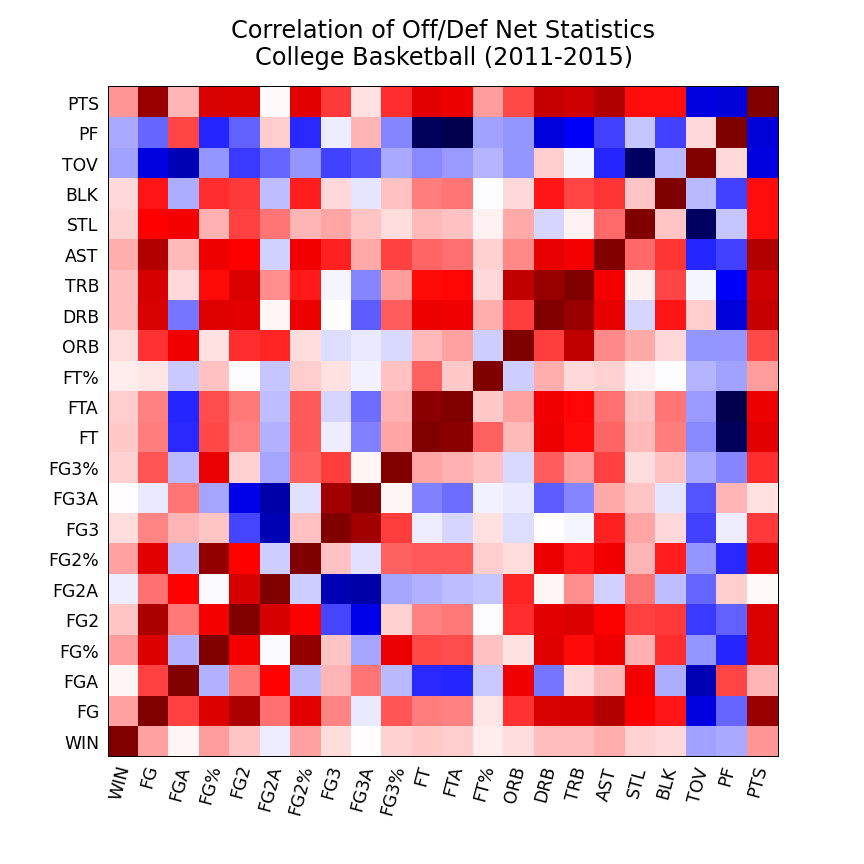 Correlation of Off/Def Net Statistics
College Basketball (2011-2015)
PTS
PF
TOV
BLK
STL
AST
TRB
DRB
ORB
FT%
FTA
FT
FG3%
FG3A
FG3
FG2%
FG2A
FG2
FG%
FGA
FG
WIN
WIN FG FGA FG% FG2 FG2A FG2% FG3 FG3A FG3% FT FTA FT% ORB DRB TRB AST STL BLK TOV PF PTS